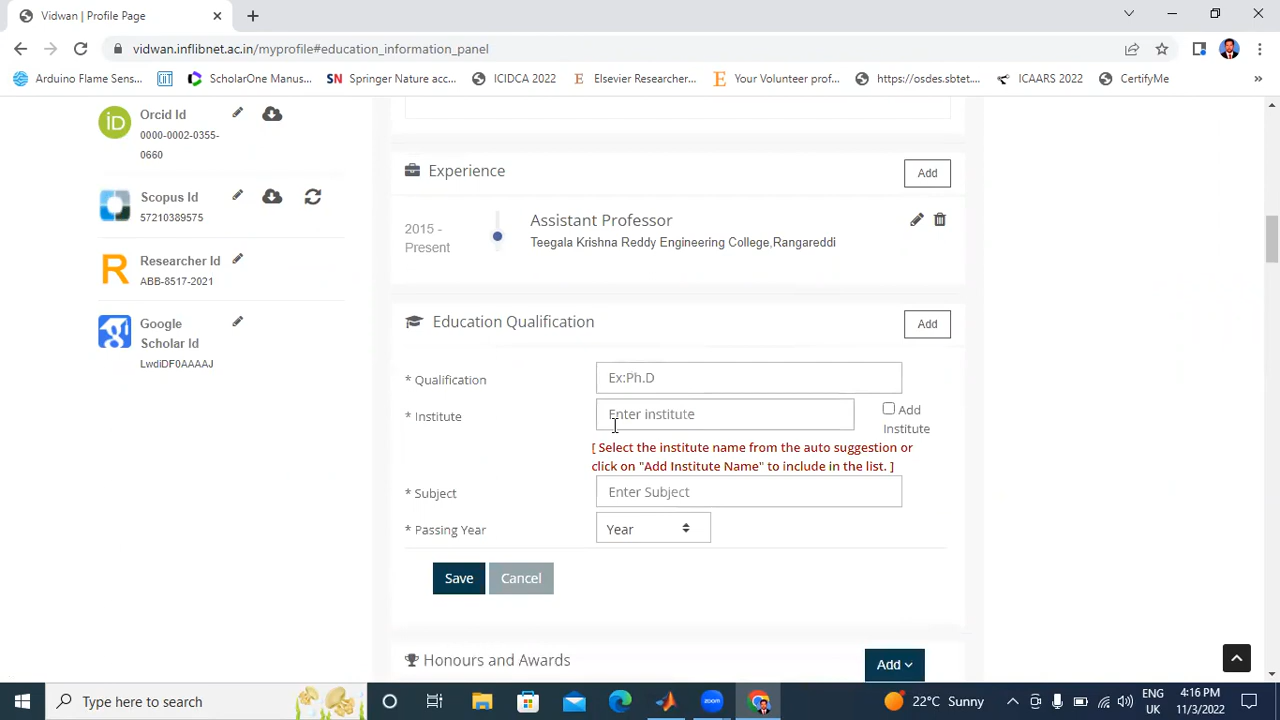 Vidwan | Profile Page
vidwan.inflibnet.ac.in/myprofile#education_information_panel
Arduino Flame Sens...
ScholarOne Manus...
SN Springer Nature acc...
ICIDCA 2022
E Elsevier Researcher...
E Your Volunteer prof...
https://osdes.sbtet....
ICAARS 2022
CertifyMe
»
iD
Orcid Id
0000-0002-0355-
0660
Scopus Id
57210389575
R
Researcher Id
ABB-8517-2021
Google
Scholar Id
LwdiDF0AAAAJ
Experience
Add
2015 -
Present
Assistant Professor
Teegala Krishna Reddy Engineering College,Rangareddi
Education Qualification
Add
* Qualification
Ex:Ph.D
* Institute
Enter institute
Add
Institute
[ Select the institute name from the auto suggestion or
click on "Add Institute Name" to include in the list. ]
* Subject
Enter Subject
* Passing Year
Year
Save
Cancel
Honours and Awards
Add
Type here to search
zoom
22°C Sunny
ENG
UK
4:16 PM
11/3/2022